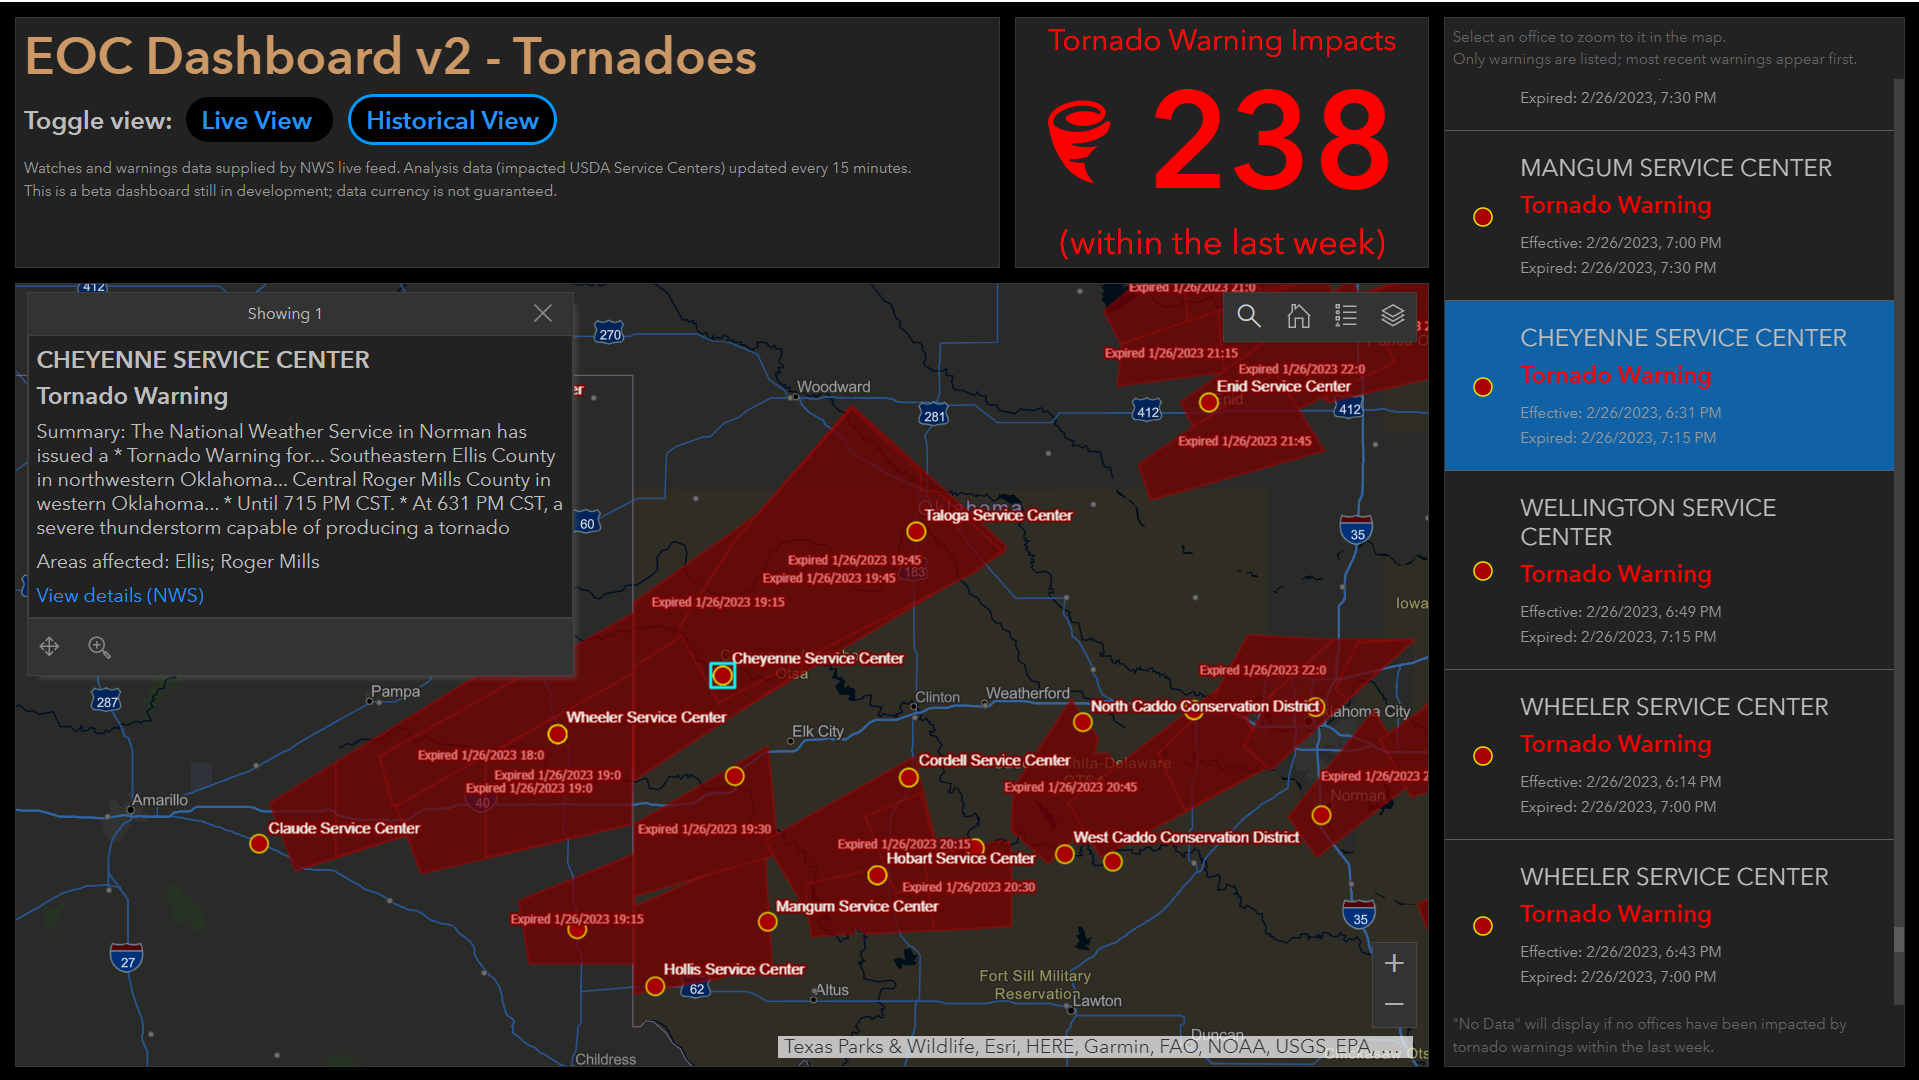 EOC Dashboard v2 - Tornadoes
Toggle view: Live View Historical View
Watches and warnings data supplied by NWS live feed. Analysis data (impacted USDA Service Centers) updated every 15 minutes.
This is a beta dashboard still in development; data currency is not guaranteed.
Tornado Warning Impacts
238
(within the last week)
Select an office to zoom to it in the map.
Only warnings are listed; most recent warnings appear first.
Expired: 2/26/2023, 7:30 PM
MANGUM SERVICE CENTER
Tornado Warning
Effective: 2/26/2023, 7:00 PM
Expired: 2/26/2023, 7:30 PM
CHEYENNE SERVICE CENTER
Tornado Warning
Effective: 2/26/2023, 6:31 PM
Expired: 2/26/2023, 7:15 PM
WELLINGTON SERVICE
CENTER
Tornado Warning
Effective: 2/26/2023, 6:49 PM
Expired: 2/26/2023, 7:15 PM
WHEELER SERVICE CENTER
Tornado Warning
Effective: 2/26/2023, 6:14 PM
Expired: 2/26/2023, 7:00 PM
WHEELER SERVICE CENTER
Tornado Warning
Effective: 2/26/2023, 6:43 PM
Expired: 2/26/2023, 7:00 PM
"No Data" will display if no offices have been impacted by
tornado warnings within the last week.
Showing 1
CHEYENNE SERVICE CENTER
Tornado Warning
Summary: The National Weather Service in Norman has
issued a * Tornado Warning for... Southeastern Ellis County
in northwestern Oklahoma... Central Roger Mills County in
western Oklahoma... * Until 715 PM CST. * At 631 PM CST, a
severe thunderstorm capable of producing a tornado
Areas affected: Ellis; Roger Mills
View details (NWS)
412
Expired 1/26/2023 21:0
270
Expired 1/26/2023 21:15
Expired 1/26/2023 22:0
Woodward
Enid Service Center
Enid
281
412
412
Expired 1/26/2023 21:45
Oklahoma
Taloga Service Center
60
35
Expired 1/26/2023 19:45
183
Expired 1/26/2023 19:45
Expired 1/26/2023 19:15
Iowa
Cheyenne Service Center
Otsa
Expired 1/26/2023 22:0
Pampa
287
Clinton
Weatherford
North Caddo Conservation District
lahoma City
Wheeler Service Center
Elk City
Expired 1/26/2023 18:0
Cordell Service Center
hita-Delaware
OTSA
Expired 1/26/2023 19:0
Expired 1/26/2023 2
Expired 1/26/2023 19:0
Expired 1/26/2023 20:45
Norman
40
Amarillo
Claude Service Center
Expired 1/26/2023 19:30
West Caddo Conservation District
Expired 1/26/2023 20:15
Hobart Service Center
Expired 1/26/2023 20:30
Mangum Service Center
Expired 1/26/2023 19:15
35
27
Hollis Service Center
62
Altus
Fort Sill Military
Reservation
Lawton
Duncan
Childress
Texas Parks & Wildlife, Esri, HERE, Garmin, FAO, NOAA, USGS, EPA, ...